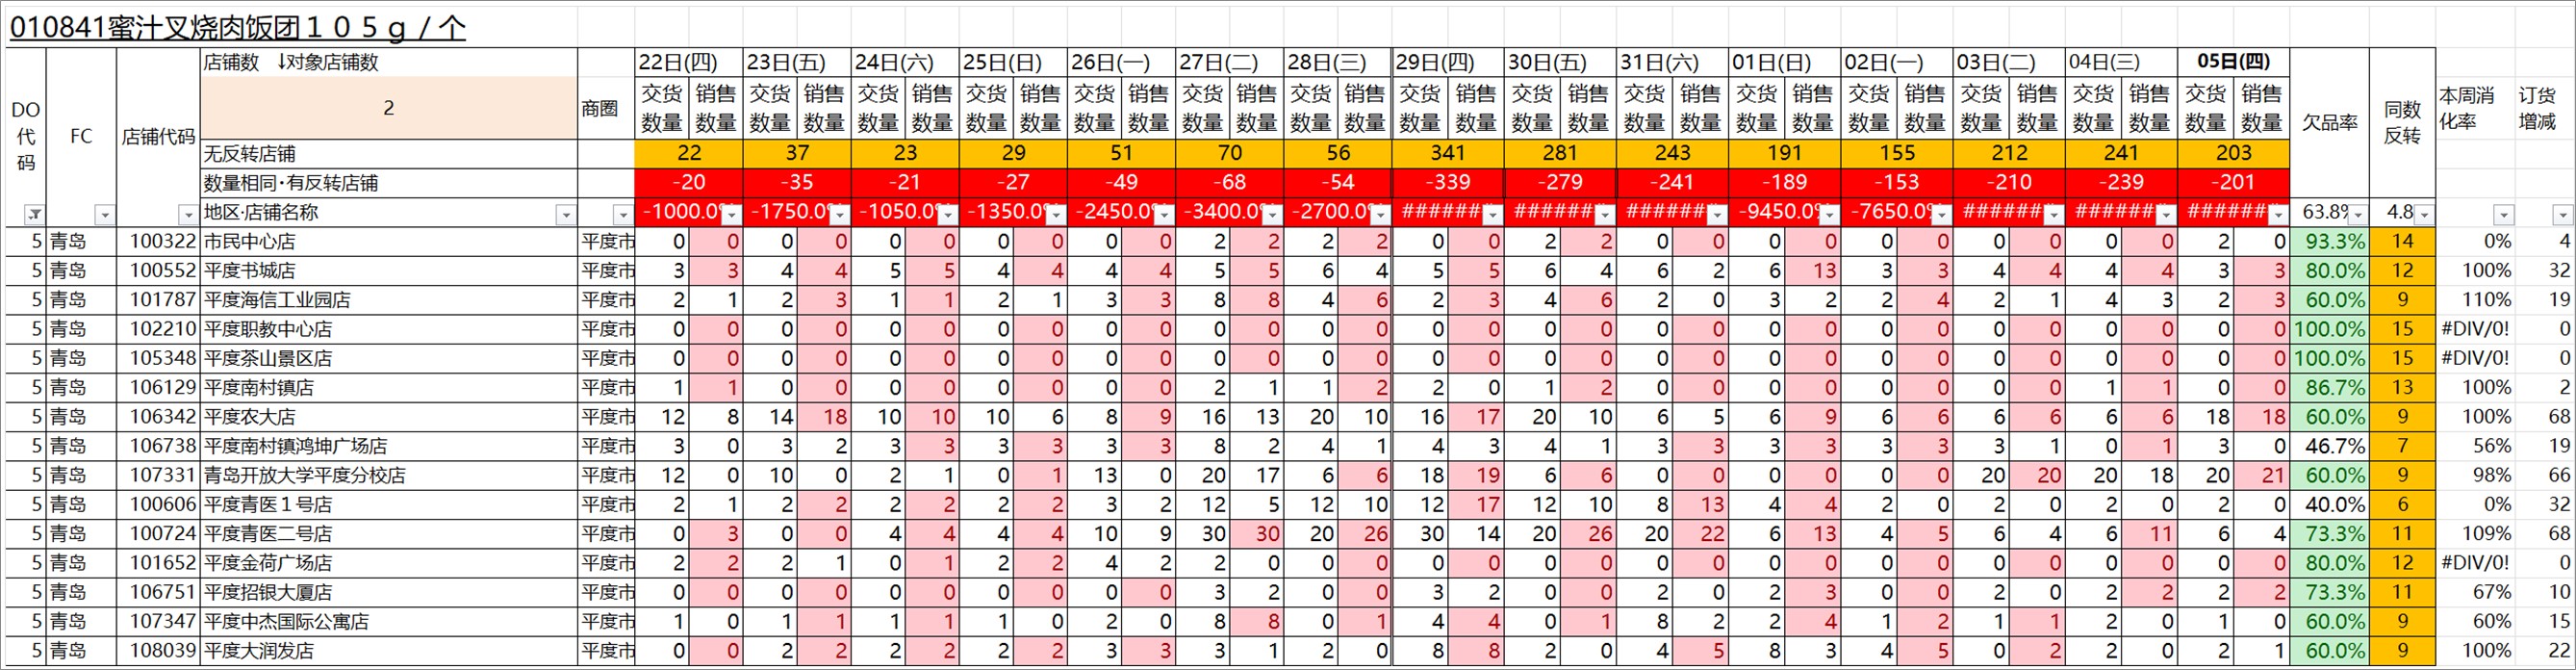 010841蜜汁叉烧肉饭团１０５ｇ／个
DO代码 FC 店铺代码 店铺数 ↓对象店铺数 商圈 22日(四) 23日(五) 24日(六) 25日(日) 26日(一) 27日(二) 28日(三) 29日(四) 30日(五) 31日(六) 01日(日) 02日(一) 03日(二) 04日(三) 05日(四) 欠品率 同数反转 本周消化率 订货增减
2 交货数量 销售数量 交货数量 销售数量 交货数量 销售数量 交货数量 销售数量 交货数量 销售数量 交货数量 销售数量 交货数量 销售数量 交货数量 销售数量 交货数量 销售数量 交货数量 销售数量 交货数量 销售数量 交货数量 销售数量 交货数量 销售数量 交货数量 销售数量 交货数量 销售数量
无反转店铺 22 37 23 29 51 70 56 341 281 243 191 155 212 241 203
数量相同·有反转店铺 -20 -35 -21 -27 -49 -68 -54 -339 -279 -241 -189 -153 -210 -239 -201
地区·店铺名称 -1000.0% -1750.0% -1050.0% -1350.0% -2450.0% -3400.0% -2700.0% ####### ###### ###### -9450.0% -7650.0% ###### ###### ###### 63.8% 4.8
5 青岛 100322 市民中心店 平度市 0 0 0 0 0 0 0 0 0 0 2 2 2 2 0 0 2 2 0 0 0 0 0 0 0 0 0 0 2 0 93.3% 14 0% 4
5 青岛 100552 平度书城店 平度市 3 3 4 4 5 5 4 4 4 4 5 5 6 4 5 5 6 4 6 2 6 13 3 3 4 4 4 4 3 3 80.0% 12 100% 32
5 青岛 101787 平度海信工业园店 平度市 2 1 2 3 1 1 2 1 3 3 8 8 4 6 2 3 4 6 2 0 3 2 2 4 2 1 4 3 2 3 60.0% 9 110% 19
5 青岛 102210 平度职教中心店 平度市 0 0 0 0 0 0 0 0 0 0 0 0 0 0 0 0 0 0 0 0 0 0 0 0 0 0 0 0 0 0 100.0% 15 #DIV/0! 0
5 青岛 105348 平度茶山景区店 平度市 0 0 0 0 0 0 0 0 0 0 0 0 0 0 0 0 0 0 0 0 0 0 0 0 0 0 0 0 0 0 100.0% 15 #DIV/0! 0
5 青岛 106129 平度南村镇店 平度市 1 1 0 0 0 0 0 0 0 0 2 1 1 2 2 0 1 2 0 0 0 0 0 0 0 0 1 1 0 0 86.7% 13 100% 2
5 青岛 106342 平度农大店 平度市 12 8 14 18 10 10 10 6 8 9 16 13 20 10 16 17 20 10 6 5 6 9 6 6 6 6 6 6 18 18 60.0% 9 100% 68
5 青岛 106738 平度南村镇鸿坤广场店 平度市 3 0 3 2 3 3 3 3 3 3 8 2 4 1 4 3 4 1 3 3 3 3 3 3 3 1 0 1 3 0 46.7% 7 56% 19
5 青岛 107331 青岛开放大学平度分校店 平度市 12 0 10 0 2 1 0 1 13 0 20 17 6 6 18 19 6 6 0 0 0 0 0 0 20 20 20 18 20 21 60.0% 9 98% 66
5 青岛 100606 平度青医１号店 平度市 2 1 2 2 2 2 2 2 3 2 12 5 12 10 12 17 12 10 8 13 4 4 2 0 2 0 2 0 2 0 40.0% 6 0% 32
5 青岛 100724 平度青医二号店 平度市 0 3 0 0 4 4 4 4 10 9 30 30 20 26 30 14 20 26 20 22 6 13 4 5 6 4 6 11 6 4 73.3% 11 109% 68
5 青岛 101652 平度金荷广场店 平度市 2 2 2 1 0 1 2 2 4 2 2 0 0 0 0 0 0 0 0 0 0 0 0 0 0 0 0 0 0 0 80.0% 12 #DIV/0! 0
5 青岛 106751 平度招银大厦店 平度市 0 0 0 0 0 0 0 0 0 0 3 2 0 0 3 2 0 0 2 0 2 3 0 0 2 0 2 2 2 2 73.3% 11 67% 10
5 青岛 107347 平度中杰国际公寓店 平度市 1 0 1 1 1 1 1 0 2 0 8 8 0 1 4 4 0 1 8 2 2 4 1 2 1 1 2 0 1 0 60.0% 9 60% 15
5 青岛 108039 平度大润发店 平度市 0 0 2 2 2 2 2 2 3 3 3 1 2 0 8 8 2 0 4 5 8 3 4 5 0 2 2 0 2 1 60.0% 9 100% 22